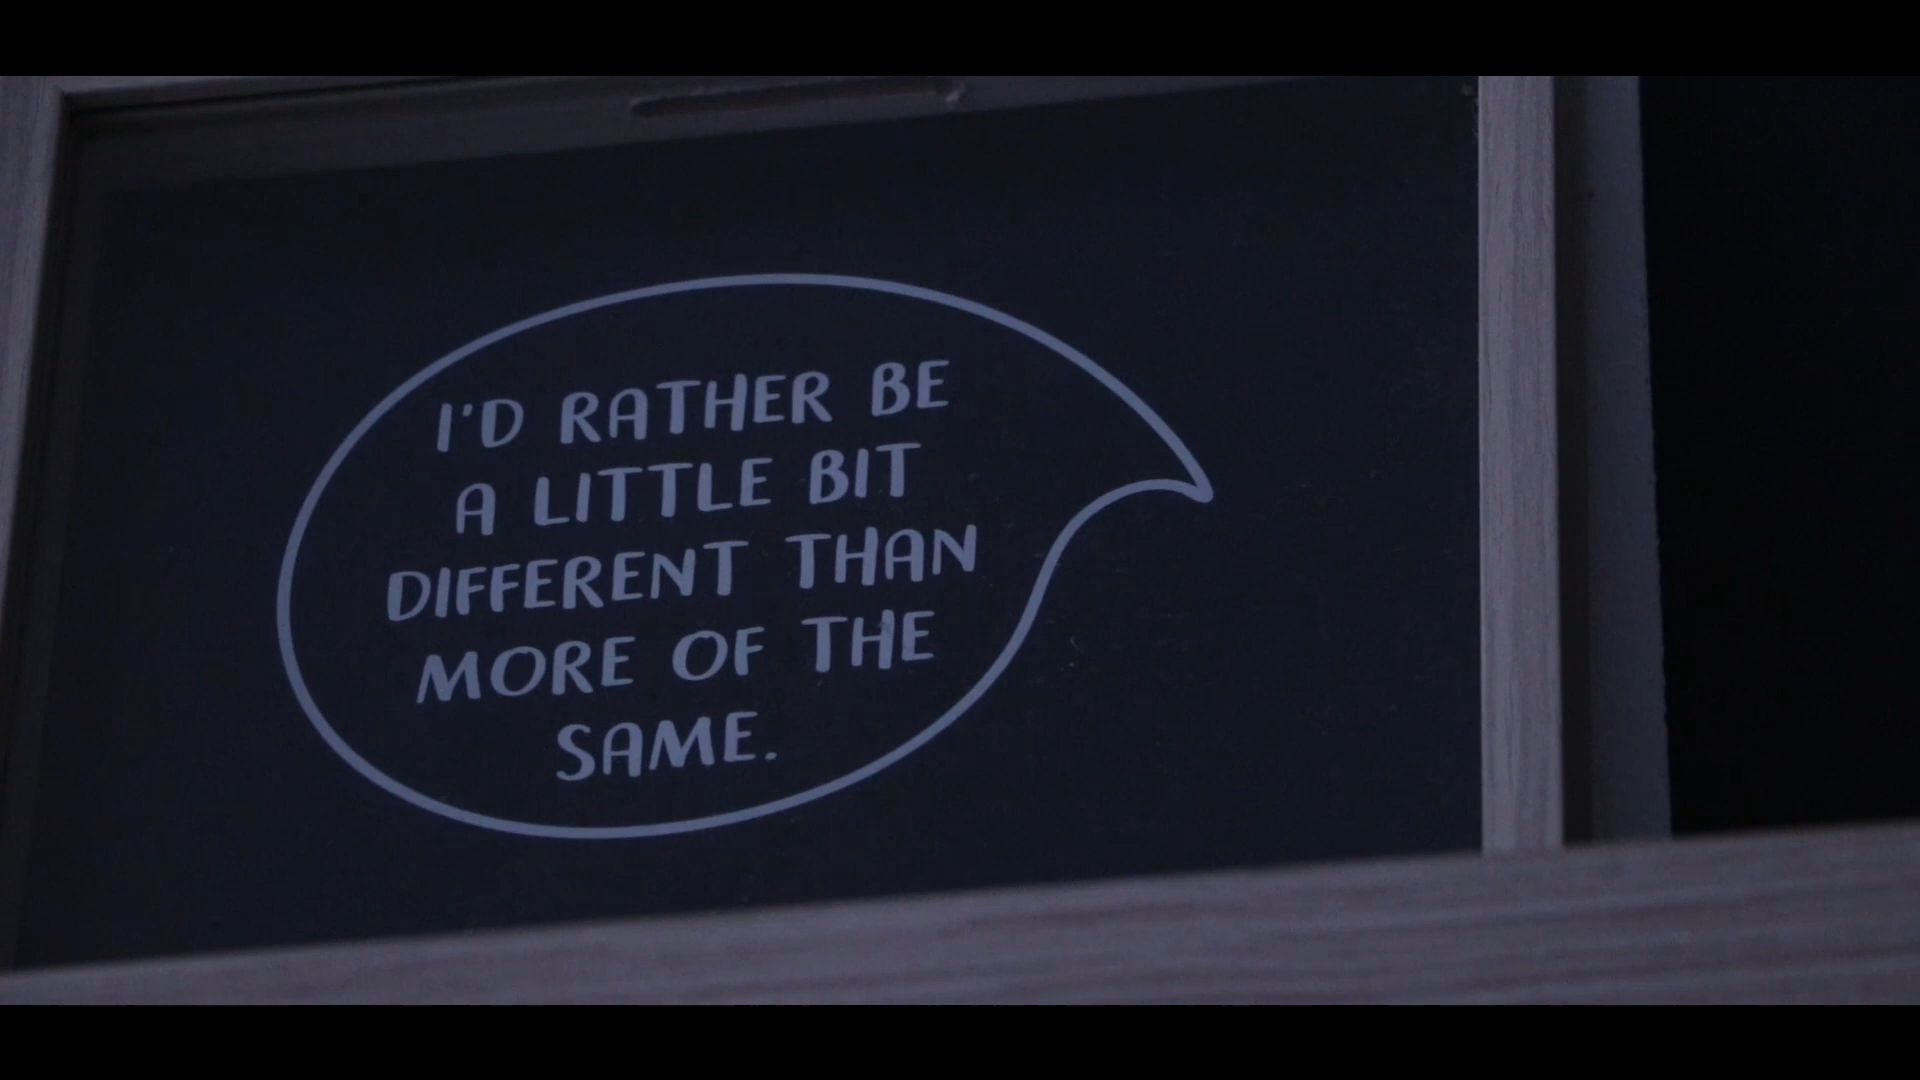 I'D RATHER BE
A LITTLE BIT
DIFFERENT THAN
MORE OF THE
SAME.